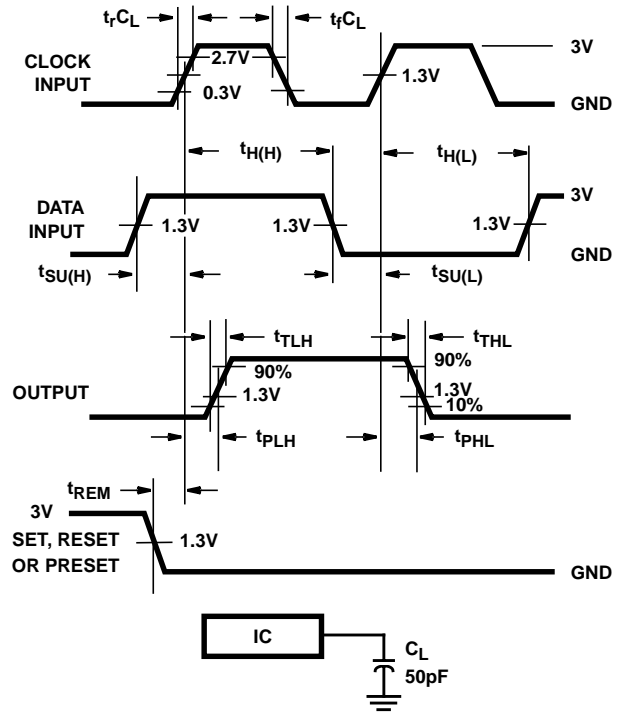 trCL
tfCL
CLOCK
INPUT
2.7V
0.3V
1.3V
3V
GND
tH(H)
tH(L)
DATA
INPUT
1.3V
1.3V
1.3V
3V
GND
tSU(H)
tSU(L)
tTLH
tTHL
OUTPUT
90%
1.3V
90%
1.3V
10%
tPLH
tPHL
tREM
3V
SET, RESET
OR PRESET
1.3V
GND
IC
CL
50pF